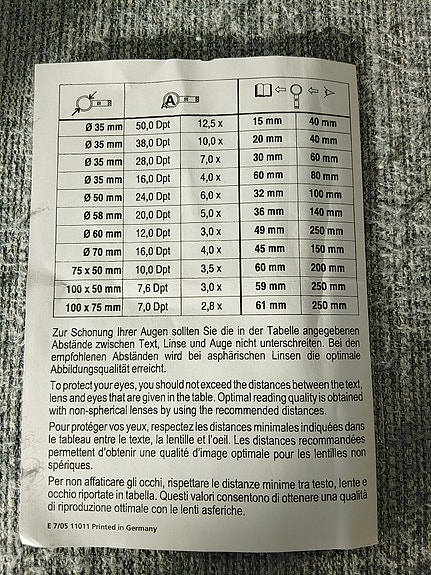 A
Ø 35 mm 50,0 Dpt 12,5 x 15 mm 40 mm
Ø 35 mm 38,0 Dpt 10,0 x 20 mm 40 mm
Ø 35 mm 28,0 Dpt 7,0 x 30 mm 60 mm
Ø 35 mm 16,0 Dpt 4,0 x 60 mm 80 mm
Ø 50 mm 24,0 Dpt 6,0 x 32 mm 100 mm
Ø 58 mm 20,0 Dpt 5,0 x 36 mm 140 mm
Ø 60 mm 12,0 Dpt 3,0 x 49 mm 250 mm
Ø 70 mm 16,0 Dpt 4,0 x 45 mm 150 mm
75 x 50 mm 10,0 Dpt 3,5 x 60 mm 200 mm
100 x 50 mm 7,6 Dpt 3,0 x 59 mm 250 mm
100 x 75 mm 7,0 Dpt 2,8 x 61 mm 250 mm
Zur Schonung Ihrer Augen sollten Sie die in der Tabelle angegebenen
Abstände zwischen Text, Linse und Auge nicht unterschreiten. Bei den
empfohlenen Abständen wird bei asphärischen Linsen die optimale
Abbildungsqualität erreicht.
To protect your eyes, you should not exceed the distances between the text,
lens and eyes that are given in the table. Optimal reading quality is obtained
with non-spherical lenses by using the recommended distances.
Pour protéger vos yeux, respectez les distances minimales indiquées dans
le tableau entre le texte, la lentille et l'oeil. Les distances recommandées
permettent d'obtenir une qualité d'image optimale pour les lentilles non
spériques.
Per non affaticare gli occhi, rispettare le distanze minime tra testo, lente e
occhio riportate in tabella. Questi valori consentono di ottenere una qualità
di riproduzione ottimale con le lenti asferiche.
E 7/05 11011 Printed in Germany